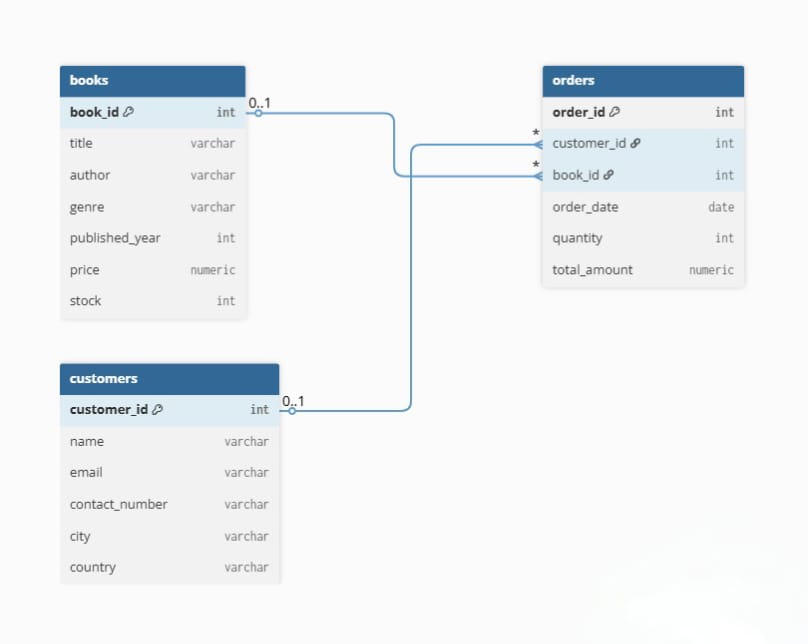 books
book_id int
title varchar
author varchar
genre varchar
published_year int
price numeric
stock int
0..1
orders
order_id int
* customer_id int
* book_id int
order_date date
quantity int
total_amount numeric
customers
customer_id int
name varchar
email varchar
contact_number varchar
city varchar
country varchar
0..1